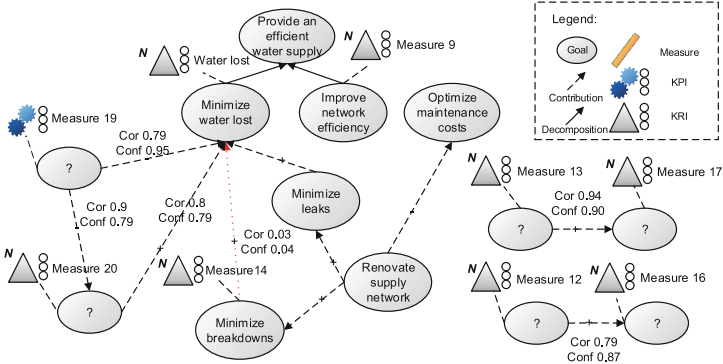 Provide an
efficient
water supply
N
Water lost
N
Measure 9
Minimize
water lost
Improve
network
efficiency
Optimize
maintenance
costs
Measure 19
?
Cor 0.79
Conf 0.95
-
Cor 0.9
Conf 0.79
-
Cor 0.8
Conf 0.79
+
N
Measure 20
?
Cor 0.03
Conf 0.04
+
N
Measure14
Minimize
breakdowns
Minimize
leaks
+
Renovate
supply
network
+
+
-
Legend:
Goal
Measure
KPI
Contribution
Decomposition
KRI
N
Measure 13
N
Measure 17
?
Cor 0.94
Conf 0.90
+
?
N
Measure 12
N
Measure 16
?
+
Cor 0.79
Conf 0.87
?